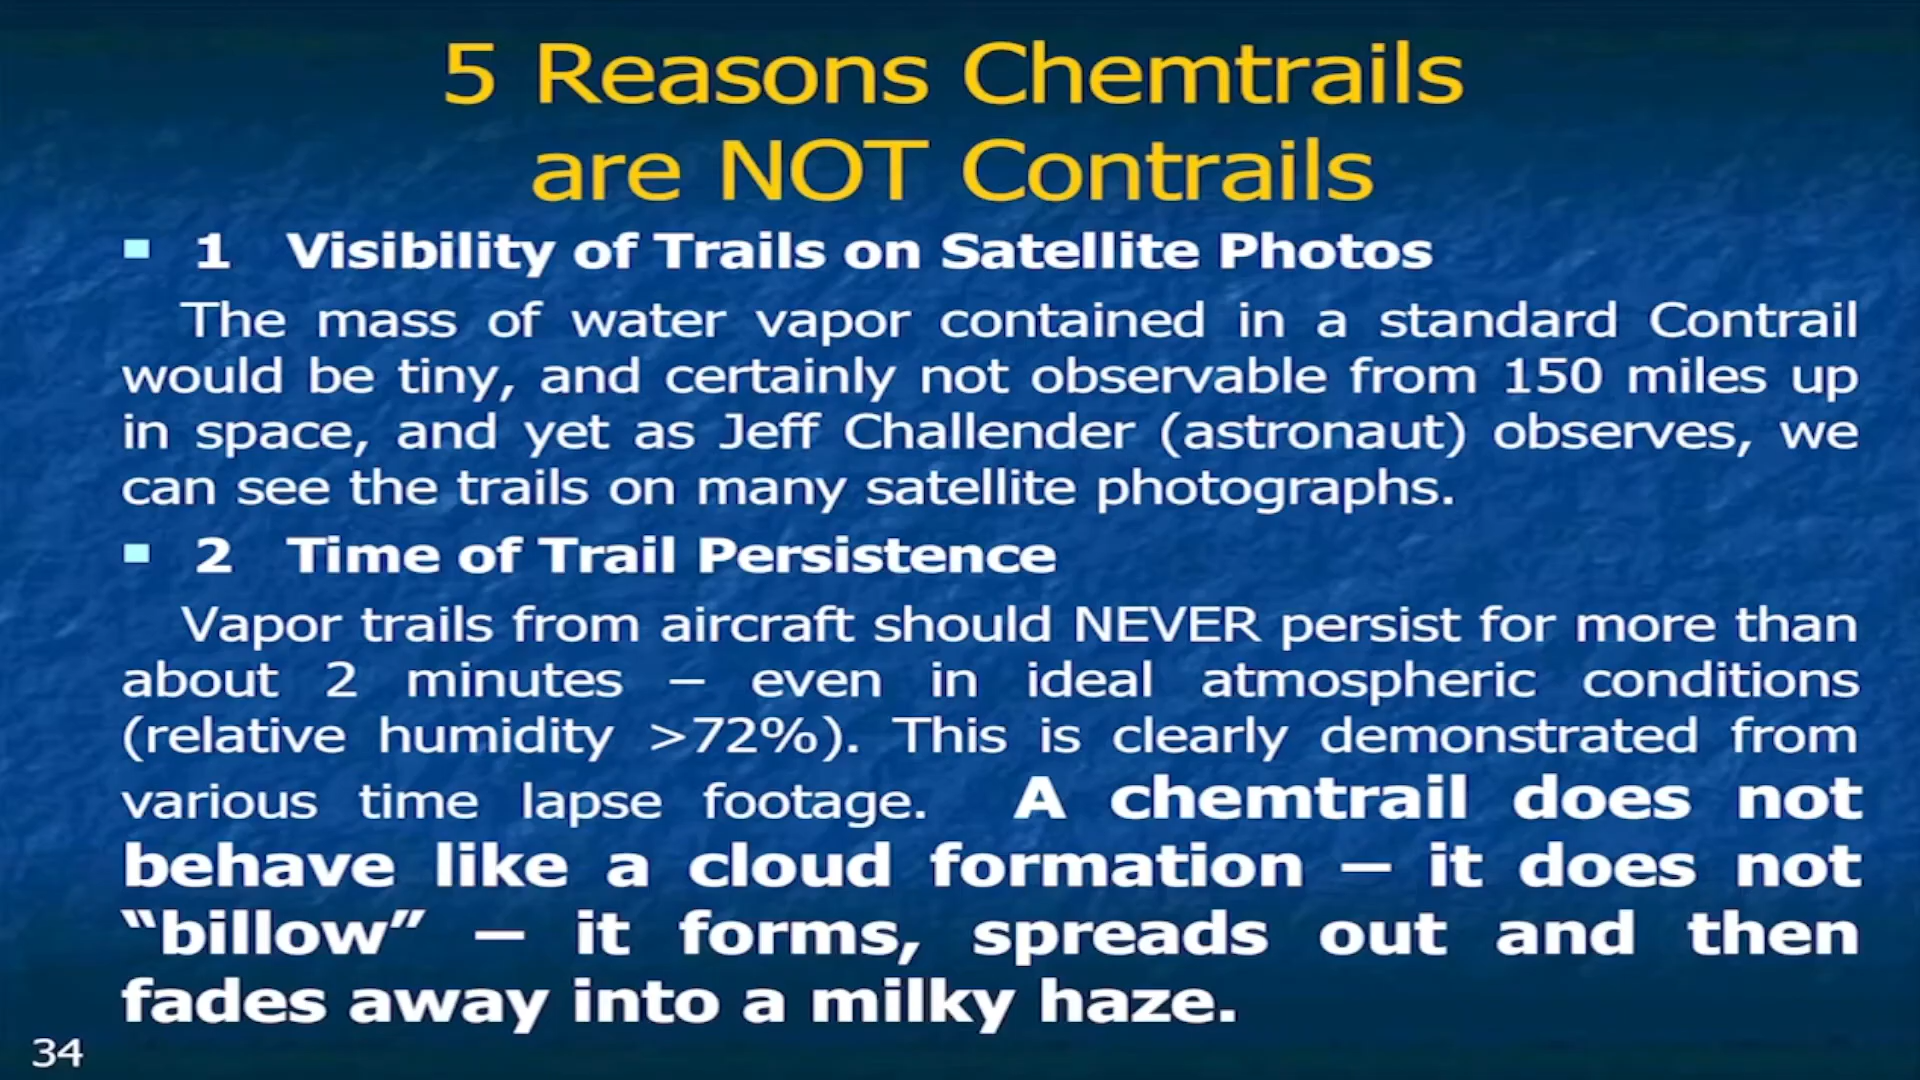 5 Reasons Chemtrails
are NOT Contrails
1 Visibility of Trails on Satellite Photos
The mass of water vapor contained in a standard Contrail
would be tiny, and certainly not observable from 150 miles up
in space, and yet as Jeff Challender (astronaut) observes, we
can see the trails on many satellite photographs.
2 Time of Trail Persistence
Vapor trails from aircraft should NEVER persist for more than
about 2 minutes – even in ideal atmospheric conditions
(relative humidity >72%). This is clearly demonstrated from
various time lapse footage. A chemtrail does not
behave like a cloud formation – it does not
“billow” – it forms, spreads out and then
fades away into a milky haze.
34